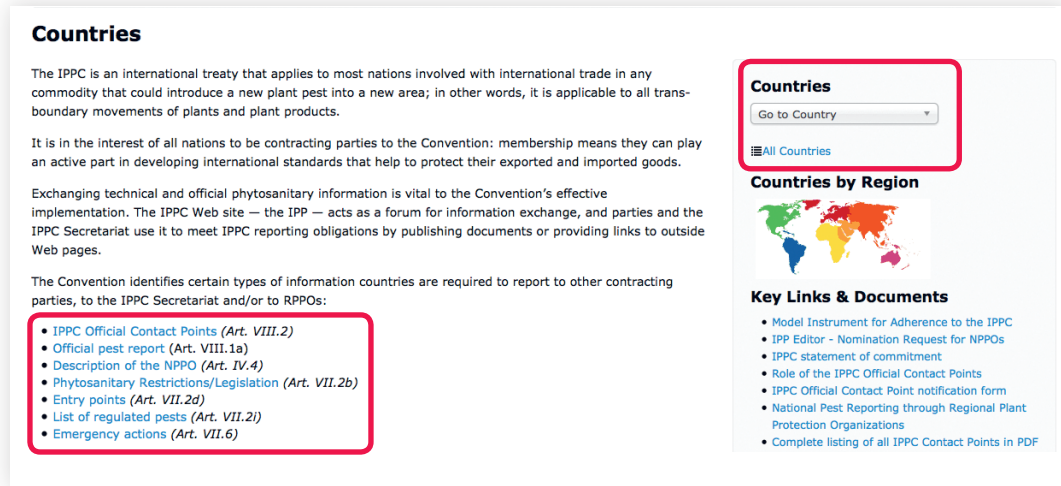 Countries
The IPPC is an international treaty that applies to most nations involved with international trade in any
commodity that could introduce a new plant pest into a new area; in other words, it is applicable to all trans-
boundary movements of plants and plant products.
It is in the interest of all nations to be contracting parties to the Convention: membership means they can play
an active part in developing international standards that help to protect their exported and imported goods.
Exchanging technical and official phytosanitary information is vital to the Convention's effective
implementation. The IPPC Web site — the IPP — acts as a forum for information exchange, and parties and the
IPPC Secretariat use it to meet IPPC reporting obligations by publishing documents or providing links to outside
Web pages.
The Convention identifies certain types of information countries are required to report to other contracting
parties, to the IPPC Secretariat and/or to RPPOs:
• IPPC Official Contact Points (Art. VIII.2)
• Official pest report (Art. VIII.1a)
• Description of the NPPO (Art. IV.4)
• Phytosanitary Restrictions/Legislation (Art. VII.2b)
• Entry points (Art. VII.2d)
• List of regulated pests (Art. VII.2i)
• Emergency actions (Art. VII.6)
Countries
Go to Country
All Countries
Countries by Region
Key Links & Documents
• Model Instrument for Adherence to the IPPC
• IPP Editor - Nomination Request for NPPOs
• IPPC statement of commitment
• Role of the IPPC Official Contact Points
• IPPC Official Contact Point notification form
• National Pest Reporting through Regional Plant
Protection Organizations
• Complete listing of all IPPC Contact Points in PDF